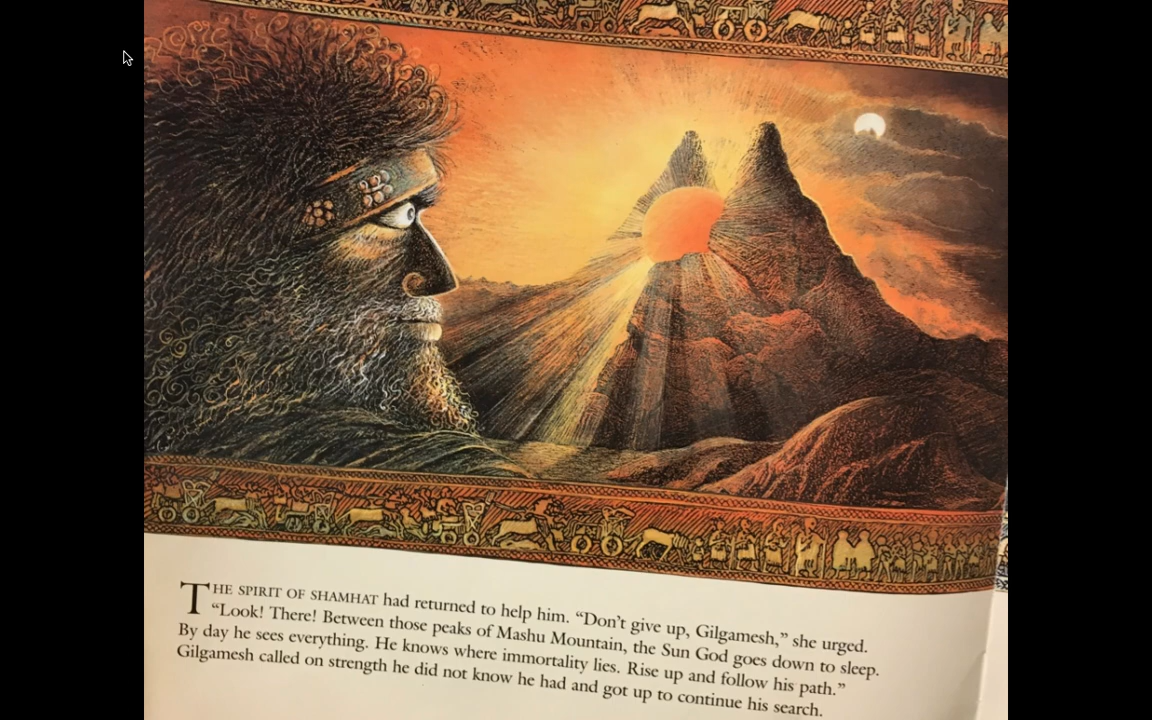 THE SPIRIT OF SHAMHAT had returned to help him. “Don’t give up, Gilgamesh,” she urged.
“Look! There! Between those peaks of Mashu Mountain, the Sun God goes down to sleep.
By day he sees everything. He knows where immortality lies. Rise up and follow his path.”
Gilgamesh called on strength he did not know he had and got up to continue his search.